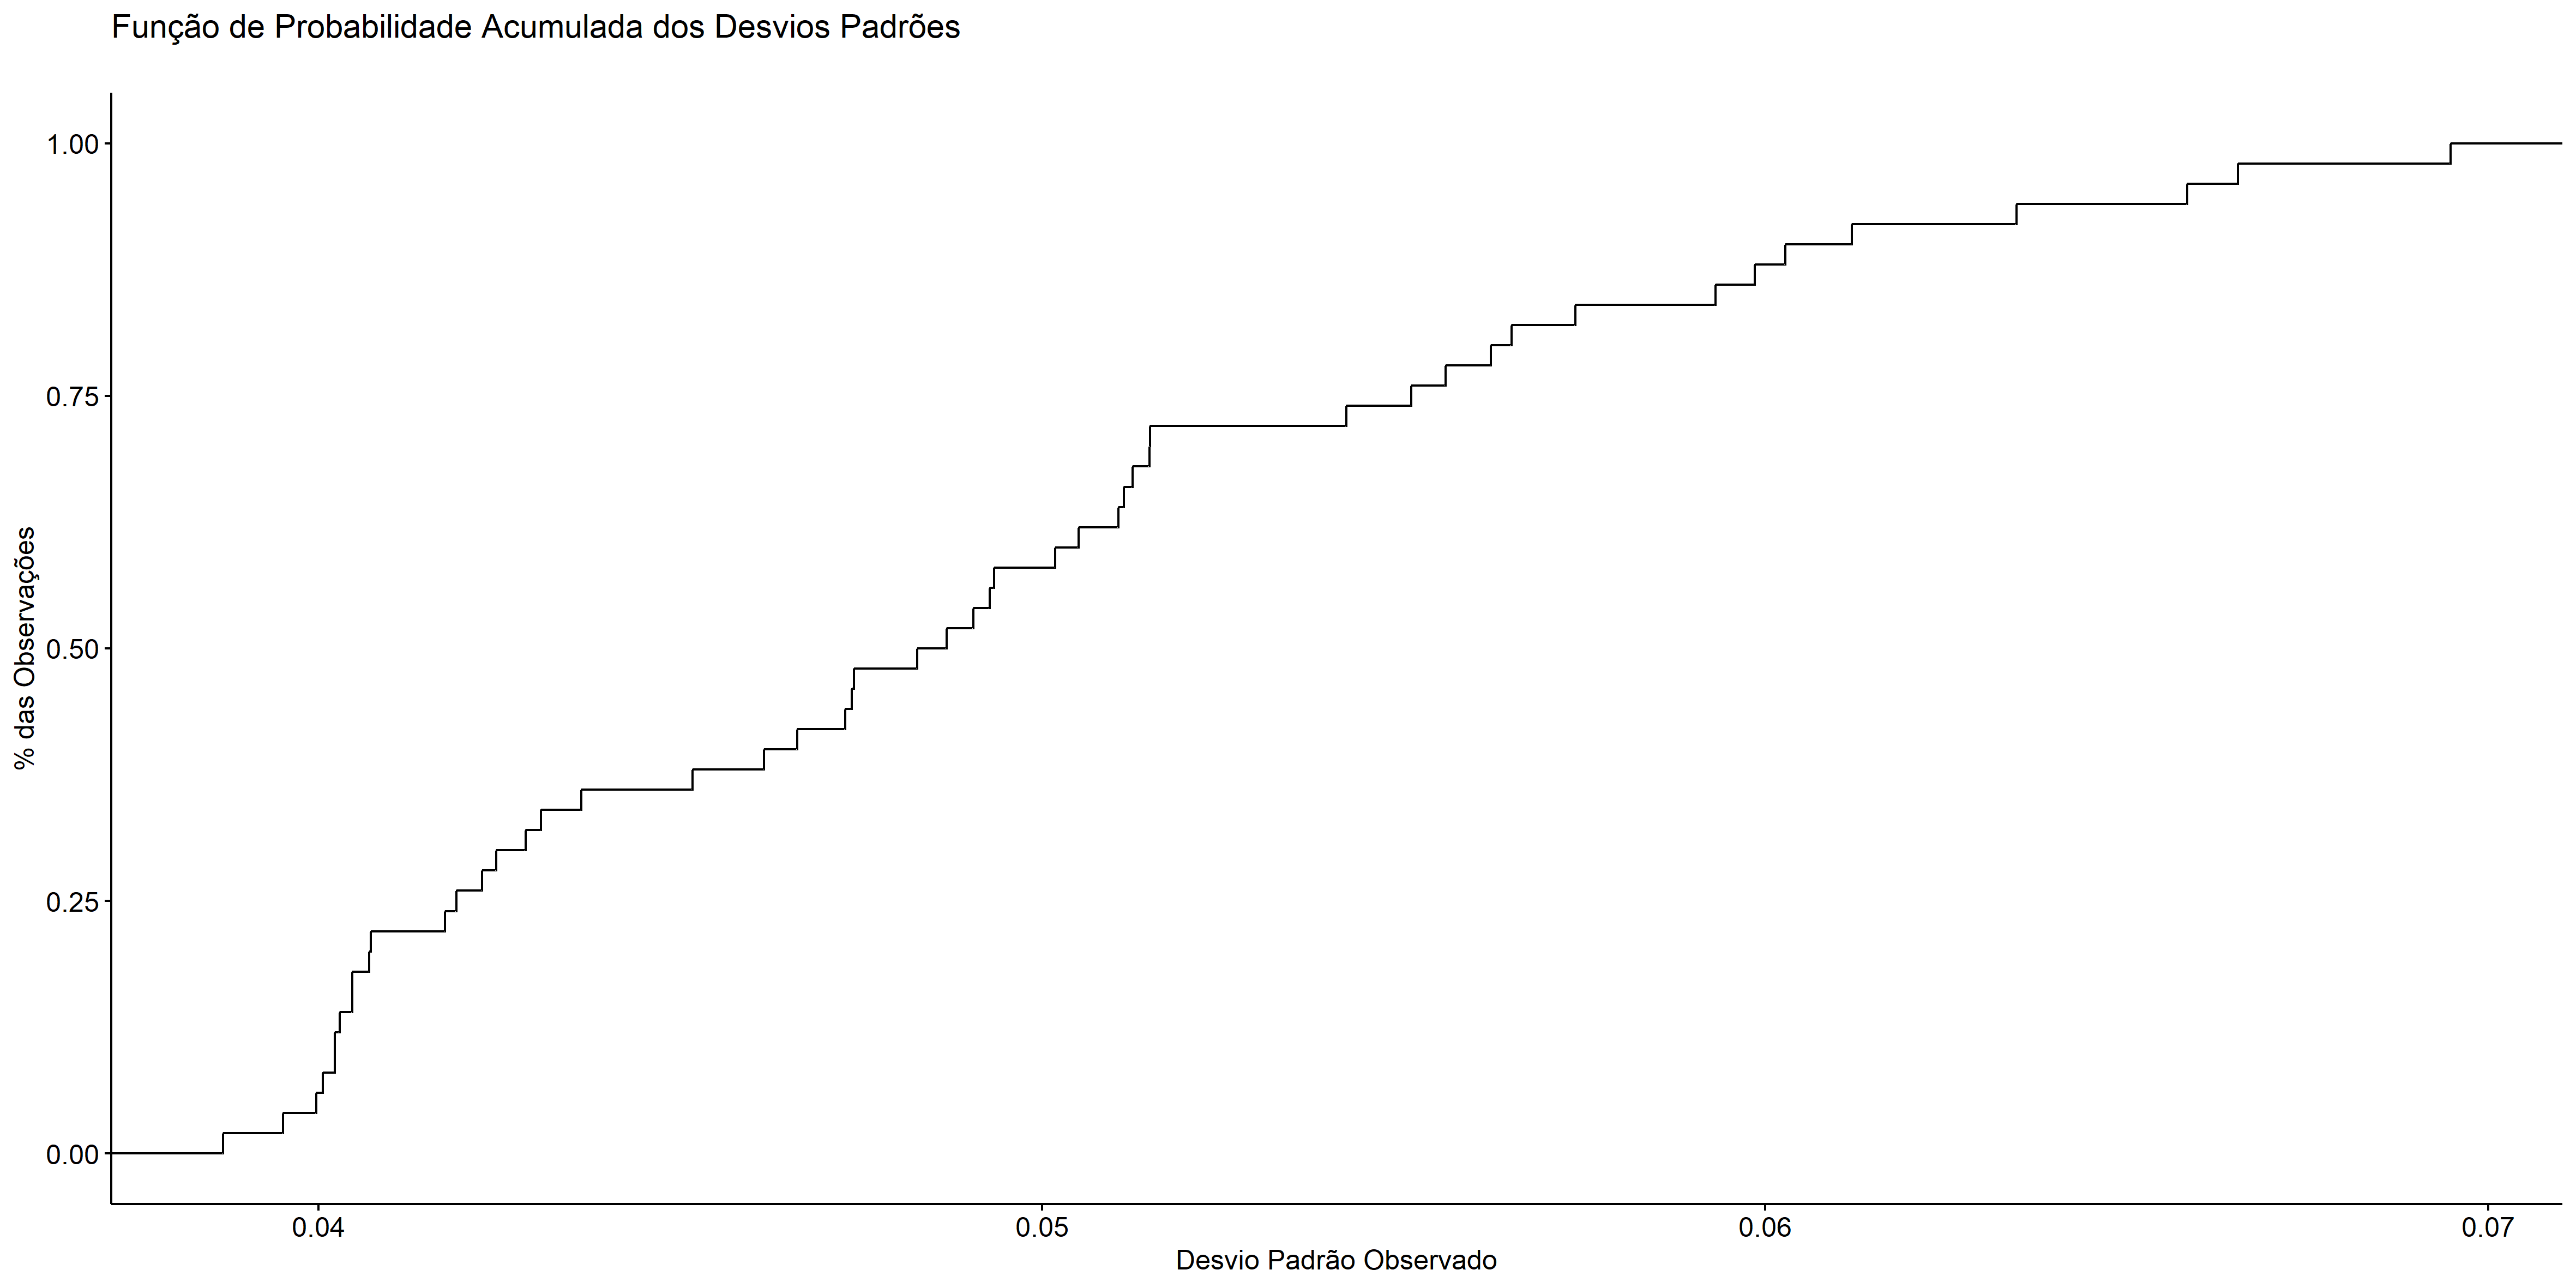 Função de Probabilidade Acumulada dos Desvios Padrões
1.00
0.75
0.50
0.25
0.00
% das Observações
0.04 0.05 0.06 0.07
Desvio Padrão Observado